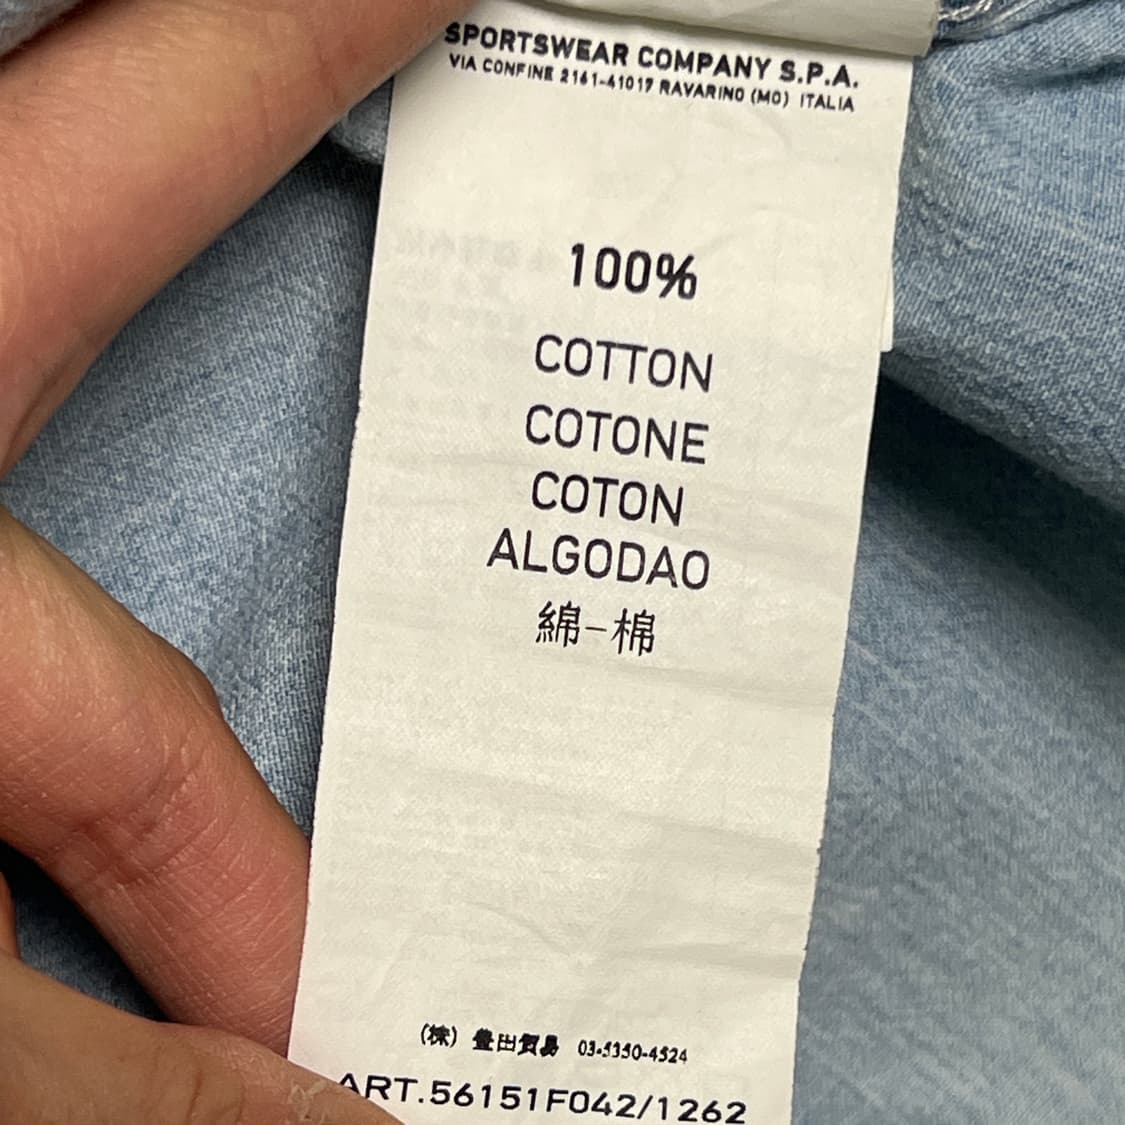 SPORTSWEAR COMPANY S.P.A.
VIA CONFINE 2161-41017 RAVARINO (MO) ITALIA
100%
COTTON
COTONE
COTON
ALGODAO
綿-棉
(株) 豊田貿易 03-5350-4524
ART.56151F042/1262